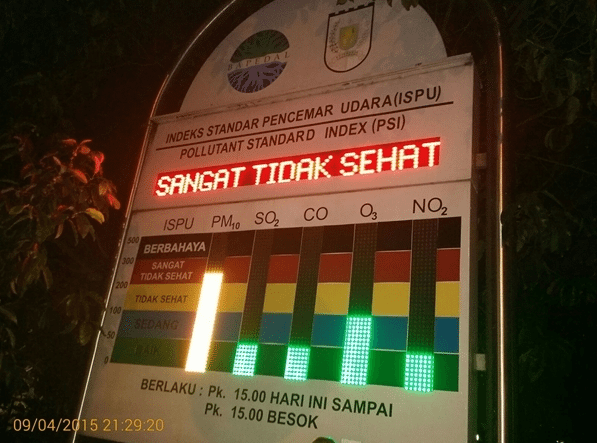 BAPEDAL
INDEKS STANDAR PENCEMAR UDARA(ISPU)
POLLUTANT STANDARD INDEX (PSI)
SANGAT TIDAK SEHAT
ISPU PM10 SO2 CO O3 NO2
500
BERBAHAYA
300
SANGAT
TIDAK SEHAT
200
TIDAK SEHAT
100
SEDANG
50
0
BERLAKU : Pk. 15.00 HARI INI SAMPAI
Pk. 15.00 BESOK
09/04/2015 21:29:20